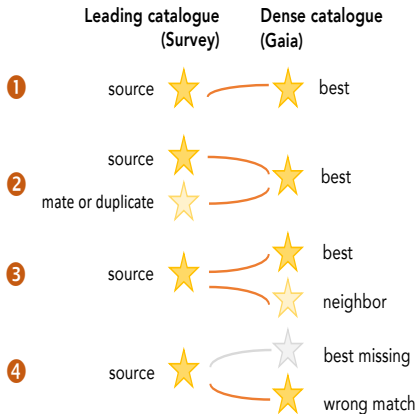 Leading catalogue
(Survey)
Dense catalogue
(Gaia)
1
source
best
2
source
mate or duplicate
best
3
source
best
neighbor
4
source
best missing
wrong match